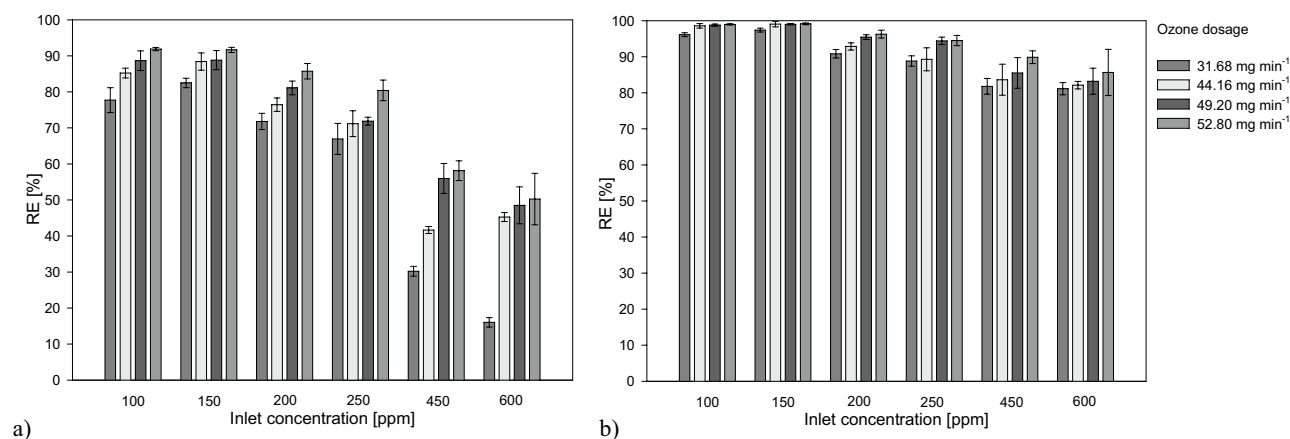 100
90
80
70
60
50
40
30
20
10
0
RE [%]
100 150 200 250 450 600
Inlet concentration [ppm]
a)
100
90
80
70
60
50
40
30
20
10
0
RE [%]
100 150 200 250 450 600
Inlet concentration [ppm]
b)
Ozone dosage
31.68 mg min⁻¹
44.16 mg min⁻¹
49.20 mg min⁻¹
52.80 mg min⁻¹